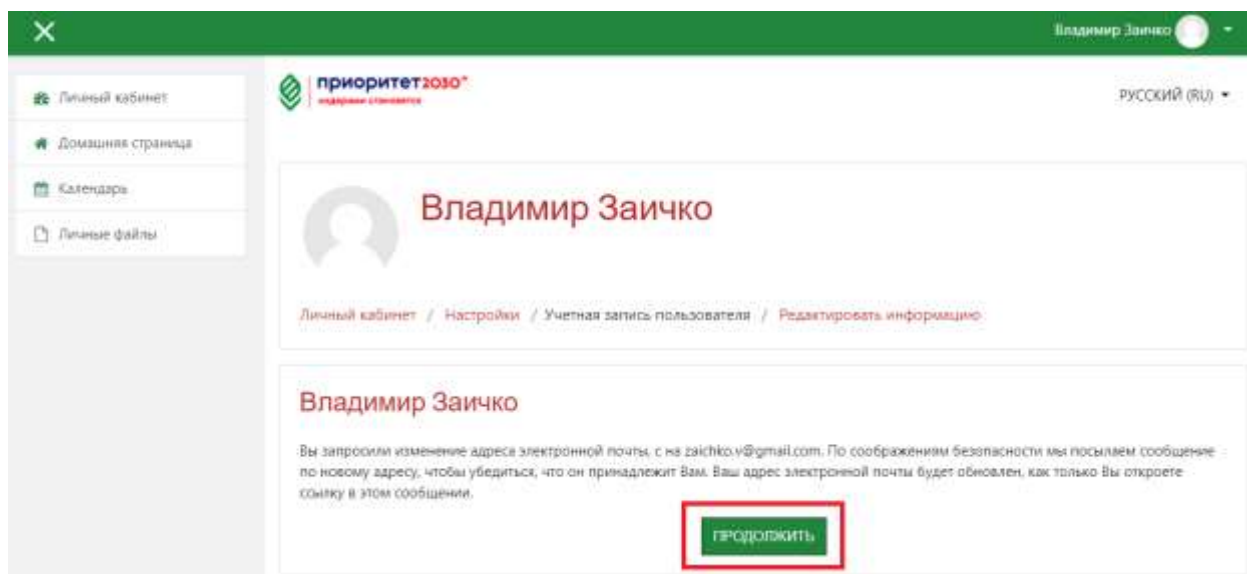 Владимир Заичко
Личный кабинет
Домашняя страница
Календарь
Личные файлы
приоритет2030^
лидерами становятся
РУССКИЙ (RU)
Владимир Заичко
Личный кабинет / Настройки / Учетная запись пользователя / Редактировать информацию
Владимир Заичко
Вы запросили изменение адреса электронной почты, с на zaichko.v@gmail.com. По соображениям безопасности мы посылаем сообщение
по новому адресу, чтобы убедиться, что он принадлежит Вам. Ваш адрес электронной почты будет обновлен, как только Вы откроете
ссылку в этом сообщении.
ПРОДОЛЖИТЬ